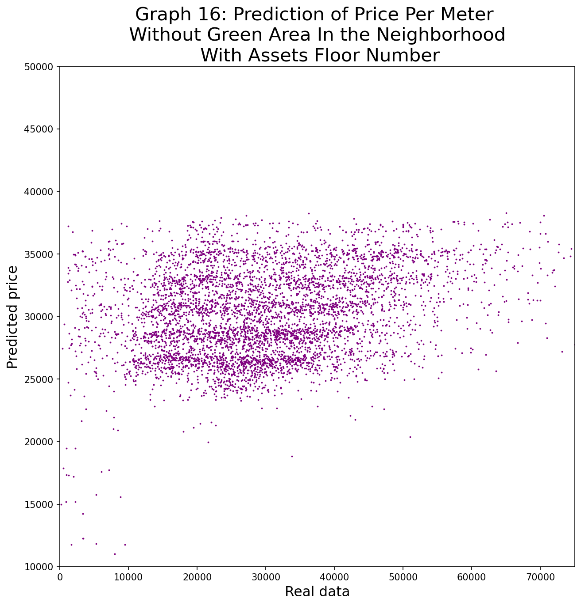 Graph 16: Prediction of Price Per Meter
Without Green Area In the Neighborhood
With Assets Floor Number
50000
45000
40000
35000
30000
25000
20000
15000
10000
Predicted price
0 10000 20000 30000 40000 50000 60000 70000
Real data